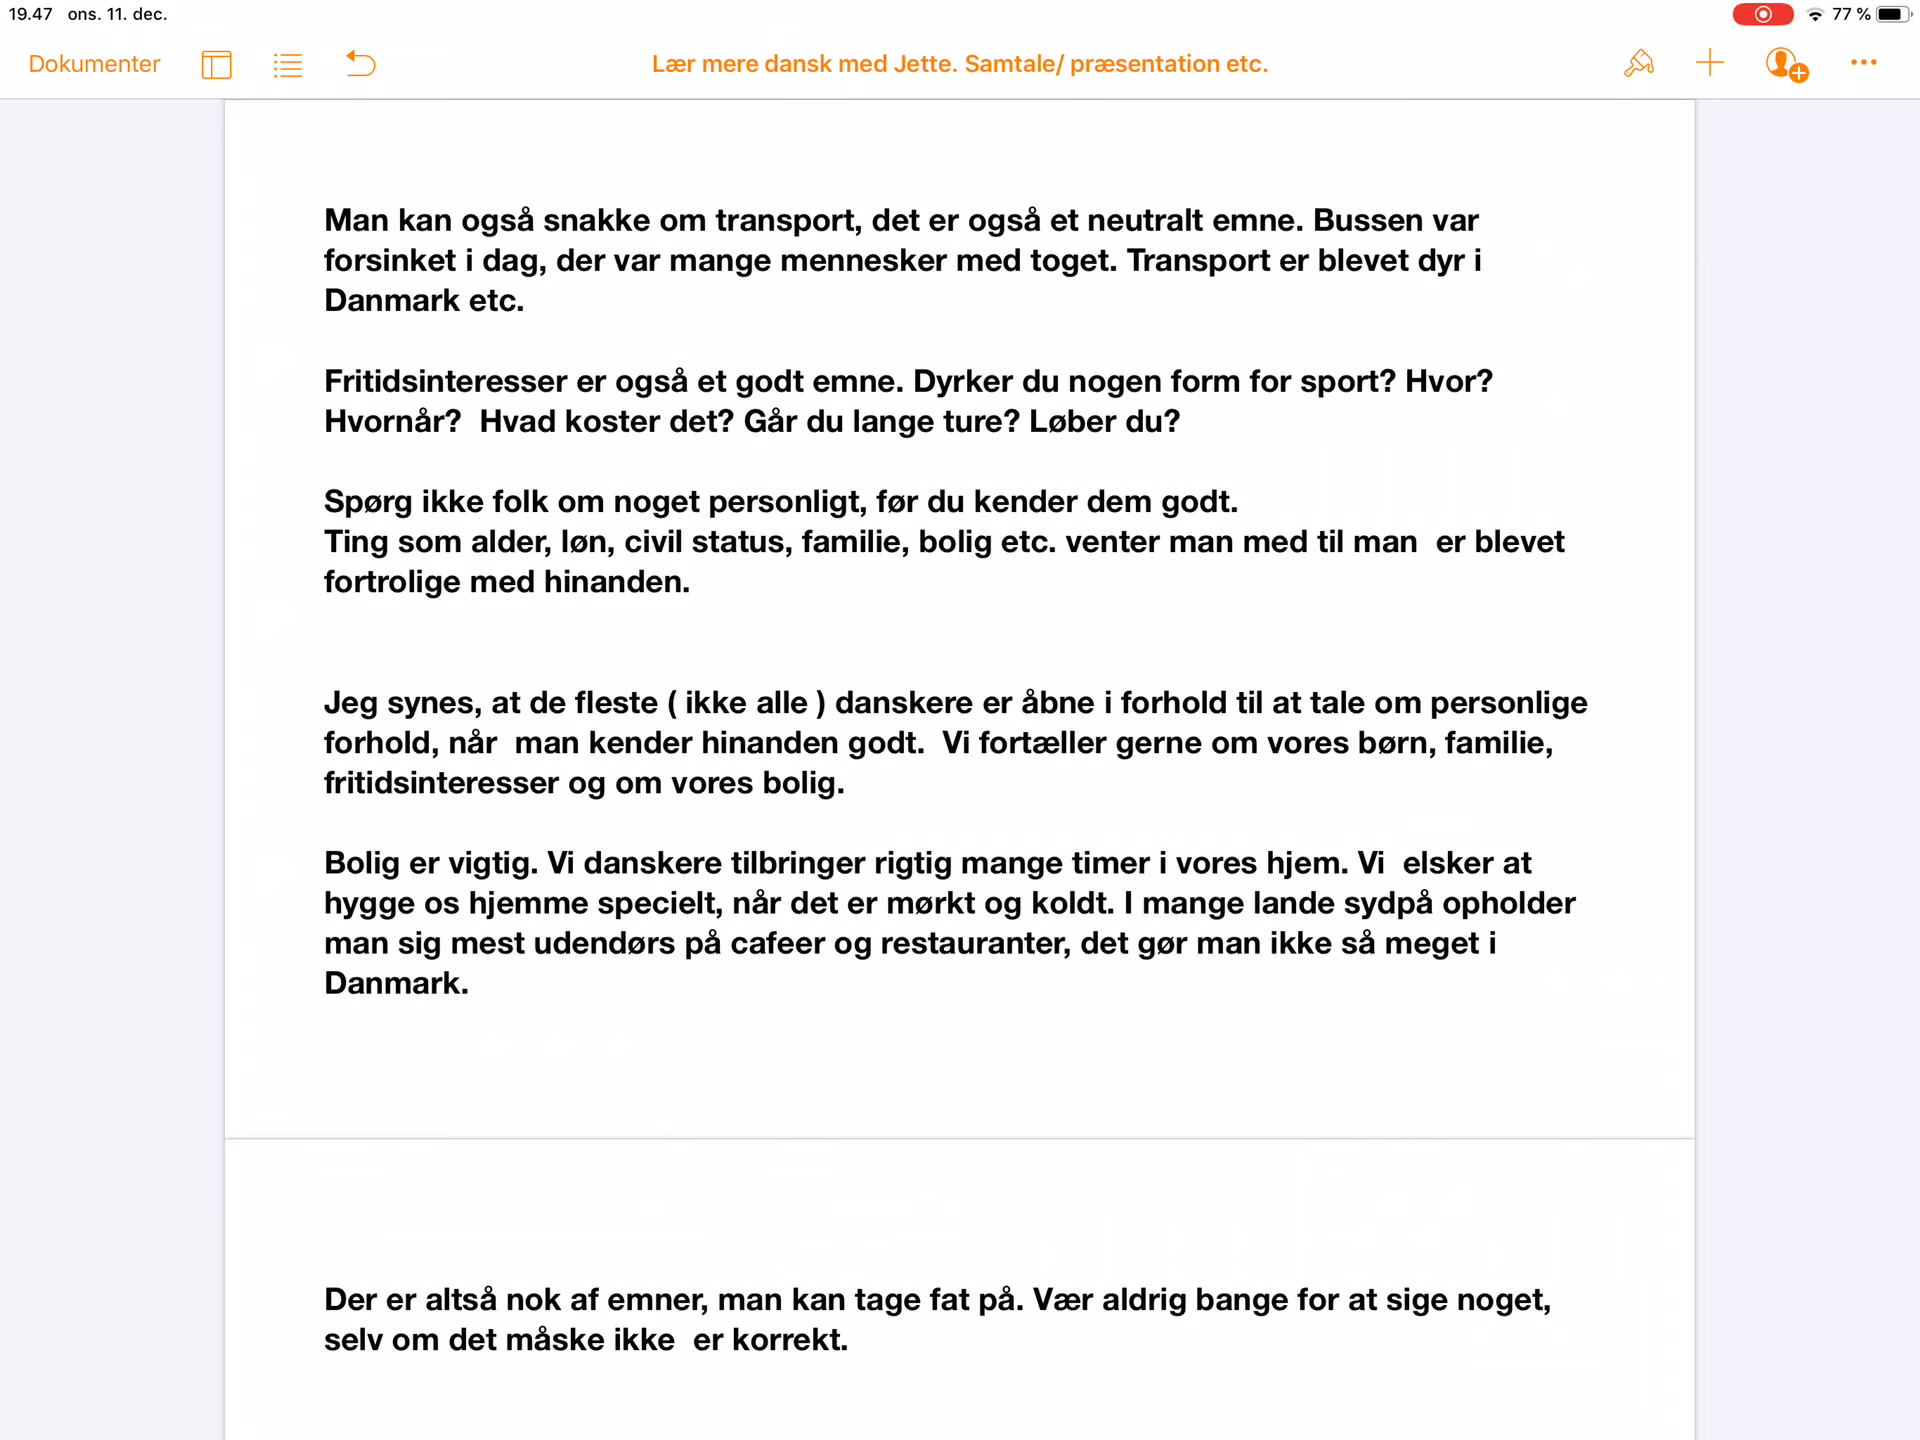 19.47 ons. 11. dec.
77 %
Dokumenter
Lær mere dansk med Jette. Samtale/ præsentation etc.
Man kan også snakke om transport, det er også et neutralt emne. Bussen var
forsinket i dag, der var mange mennesker med toget. Transport er blevet dyr i
Danmark etc.
Fritidsinteresser er også et godt emne. Dyrker du nogen form for sport? Hvor?
Hvornår?  Hvad koster det? Går du lange ture? Løber du?
Spørg ikke folk om noget personligt, før du kender dem godt.
Ting som alder, løn, civil status, familie, bolig etc. venter man med til man  er blevet
fortrolige med hinanden.
Jeg synes, at de fleste ( ikke alle ) danskere er åbne i forhold til at tale om personlige
forhold, når  man kender hinanden godt.  Vi fortæller gerne om vores børn, familie,
fritidsinteresser og om vores bolig.
Bolig er vigtig. Vi danskere tilbringer rigtig mange timer i vores hjem. Vi  elsker at
hygge os hjemme specielt, når det er mørkt og koldt. I mange lande sydpå opholder
man sig mest udendørs på cafeer og restauranter, det gør man ikke så meget i
Danmark.
Der er altså nok af emner, man kan tage fat på. Vær aldrig bange for at sige noget,
selv om det måske ikke  er korrekt.